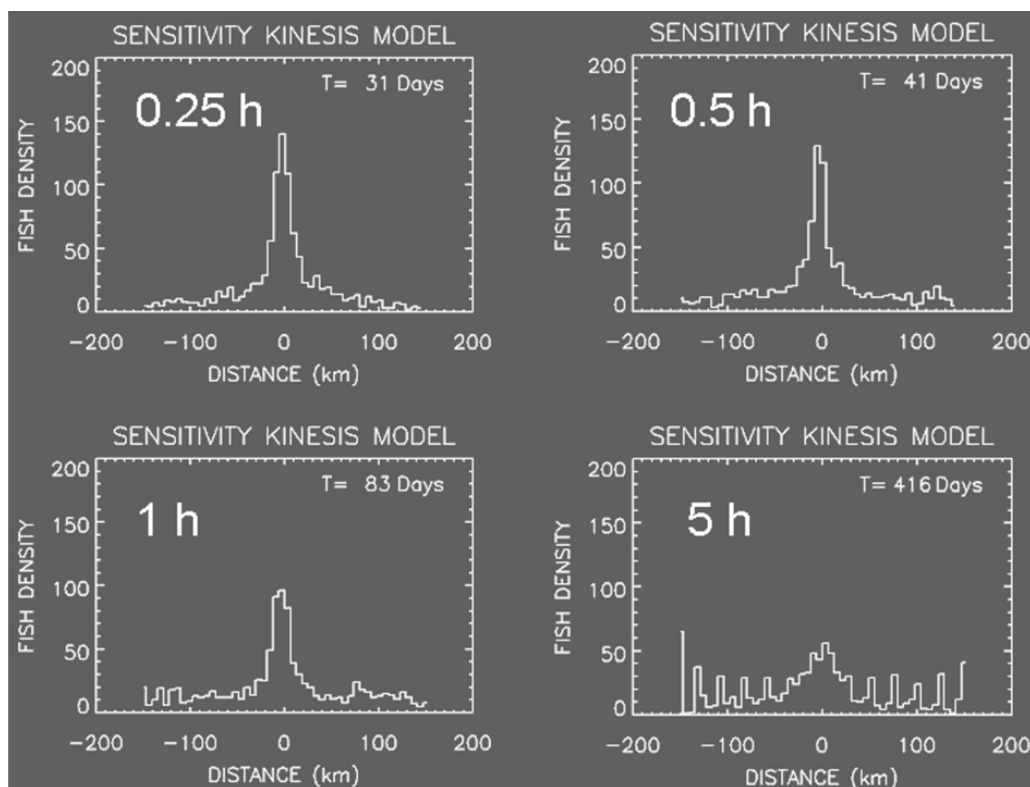 SENSITIVITY KINESIS MODEL
200
T= 31 Days
0.25 h
150
FISH DENSITY
100
50
0
−200 −100 0 100 200
DISTANCE (km)
SENSITIVITY KINESIS MODEL
200
T= 41 Days
0.5 h
150
FISH DENSITY
100
50
0
−200 −100 0 100 200
DISTANCE (km)
SENSITIVITY KINESIS MODEL
200
T= 83 Days
1 h
150
FISH DENSITY
100
50
0
−200 −100 0 100 200
DISTANCE (km)
SENSITIVITY KINESIS MODEL
200
T= 416 Days
5 h
150
FISH DENSITY
100
50
0
−200 −100 0 100 200
DISTANCE (km)